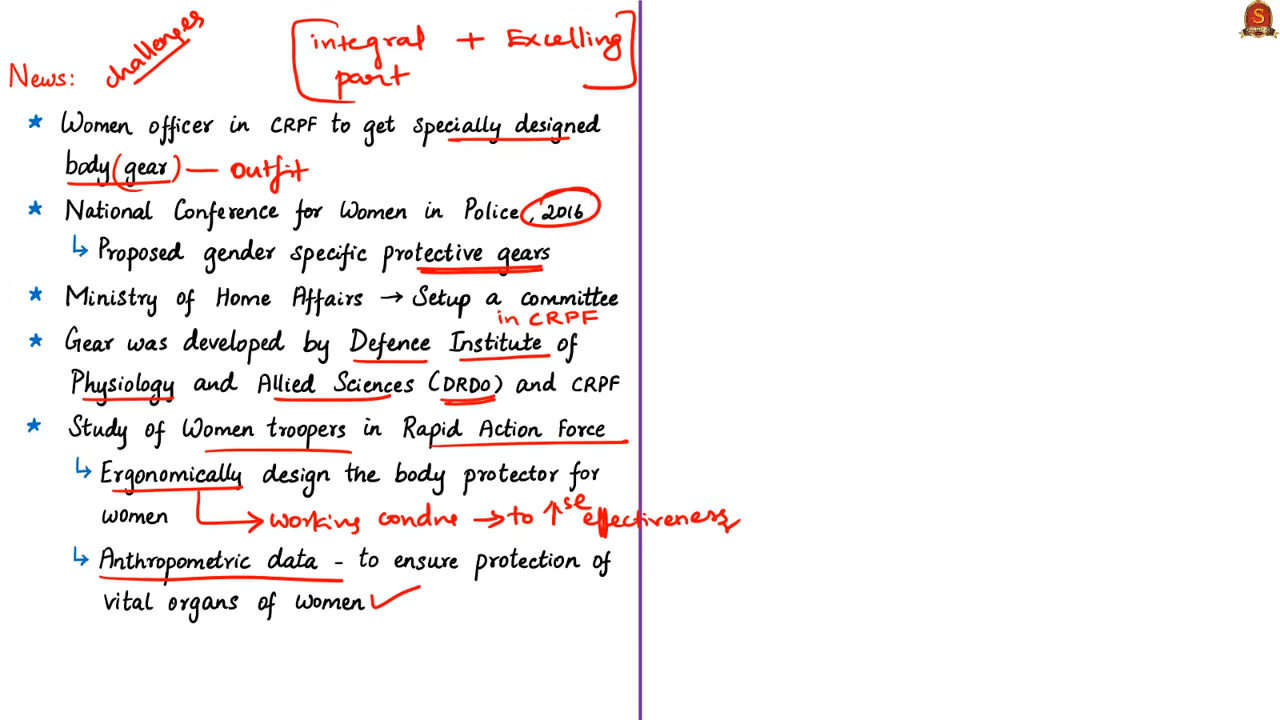 challenges
[integral + Excelling
part]
News:
★ Women officer in CRPF to get specially designed
body (gear) — outfit
★ National Conference for Women in Police, 2016
↳ Proposed gender specific protective gears
★ Ministry of Home Affairs → Setup a committee
in CRPF
★ Gear was developed by Defence Institute of
Physiology and Allied Sciences (DRDO) and CRPF
★ Study of Women troopers in Rapid Action Force
↳ Ergonomically design the body protector for
women → working condns → to ↑se effectiveness
↳ Anthropometric data - to ensure protection of
vital organs of women ✓
S